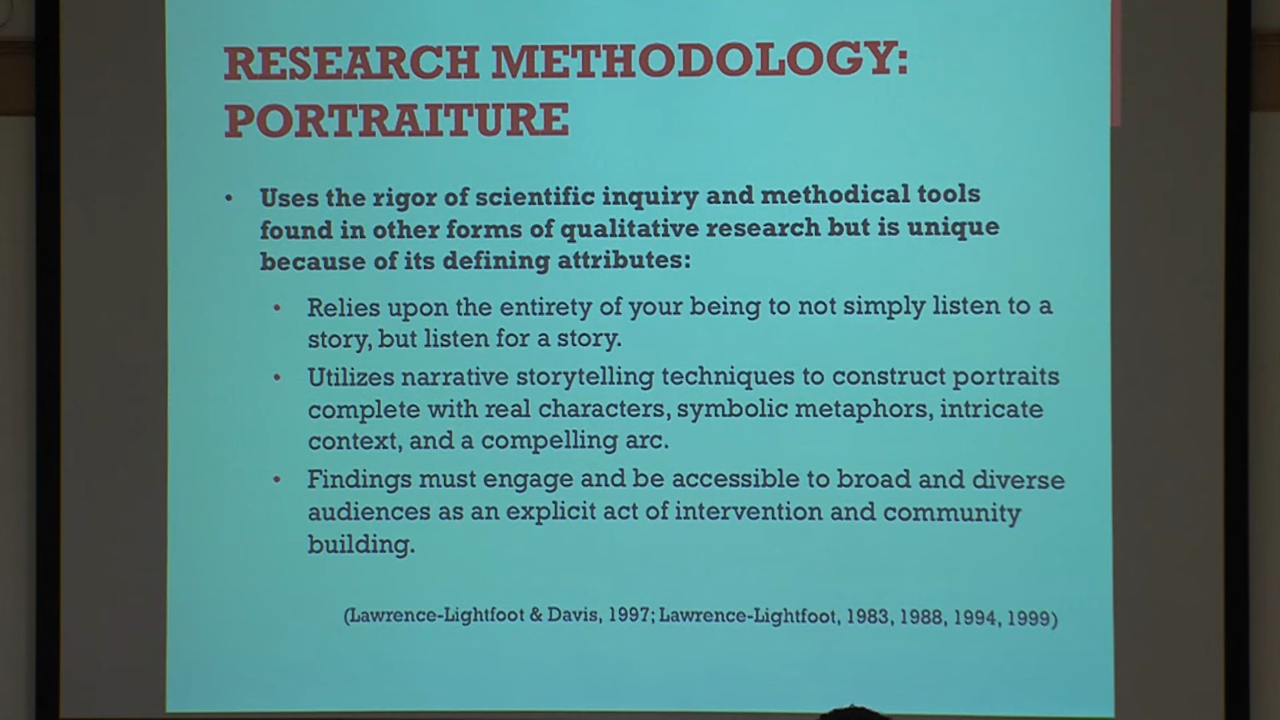 RESEARCH METHODOLOGY:
PORTRAITURE
• Uses the rigor of scientific inquiry and methodical tools
found in other forms of qualitative research but is unique
because of its defining attributes:
• Relies upon the entirety of your being to not simply listen to a
story, but listen for a story.
• Utilizes narrative storytelling techniques to construct portraits
complete with real characters, symbolic metaphors, intricate
context, and a compelling arc.
• Findings must engage and be accessible to broad and diverse
audiences as an explicit act of intervention and community
building.
(Lawrence-Lightfoot & Davis, 1997; Lawrence-Lightfoot, 1983, 1988, 1994, 1999)